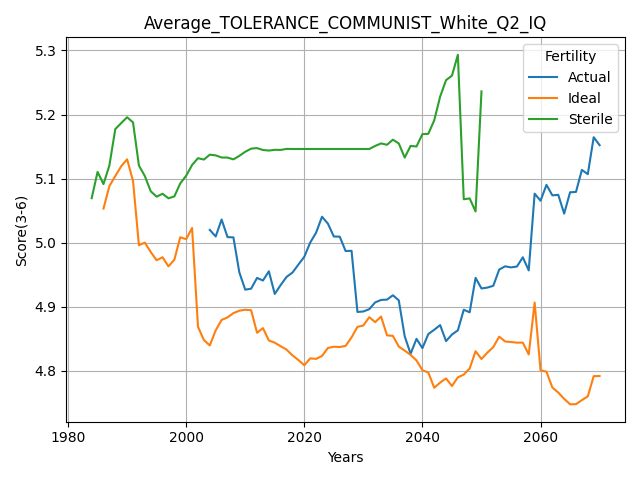 Average_TOLERANCE_COMMUNIST_White_Q2_IQ
Fertility
Actual
Ideal
Sterile
Score(3-6)
5.3
5.2
5.1
5.0
4.9
4.8
1980
2000
2020
2040
2060
Years